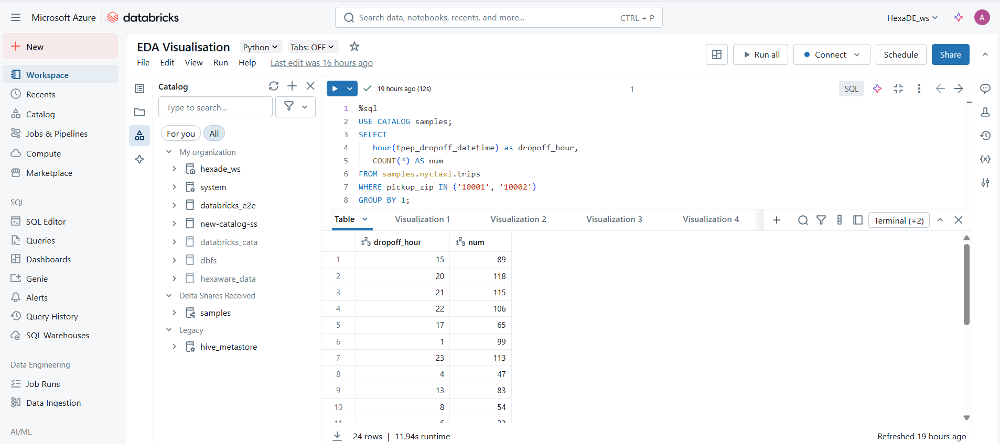 Microsoft Azure databricks
Search data, notebooks, recents, and more... CTRL + P
HexaDE_ws A
New
Workspace
Recents
Catalog
Jobs & Pipelines
Compute
Marketplace
SQL
SQL Editor
Queries
Dashboards
Genie
Alerts
Query History
SQL Warehouses
Data Engineering
Job Runs
Data Ingestion
AI/ML
EDA Visualisation Python Tabs: OFF
File Edit View Run Help Last edit was 16 hours ago
Run all Connect Schedule Share
Catalog
Type to search...
For you All
My organization
hexade_ws
system
databricks_e2e
new-catalog-ss
databricks_cata
dbfs
hexaware_data
Delta Shares Received
samples
Legacy
hive_metastore
19 hours ago (12s) 1 SQL
1 %sql
2 USE CATALOG samples;
3 SELECT
4 hour(tpep_dropoff_datetime) as dropoff_hour,
5 COUNT(*) AS num
6 FROM samples.nyctaxi.trips
7 WHERE pickup_zip IN ('10001', '10002')
8 GROUP BY 1;
Table Visualization 1 Visualization 2 Visualization 3 Visualization 4 Terminal (+2)
123 dropoff_hour 123 num
1 15 89
2 20 118
3 21 115
4 22 106
5 17 65
6 1 99
7 23 113
8 4 47
9 13 83
10 8 54
24 rows | 11.94s runtime Refreshed 19 hours ago